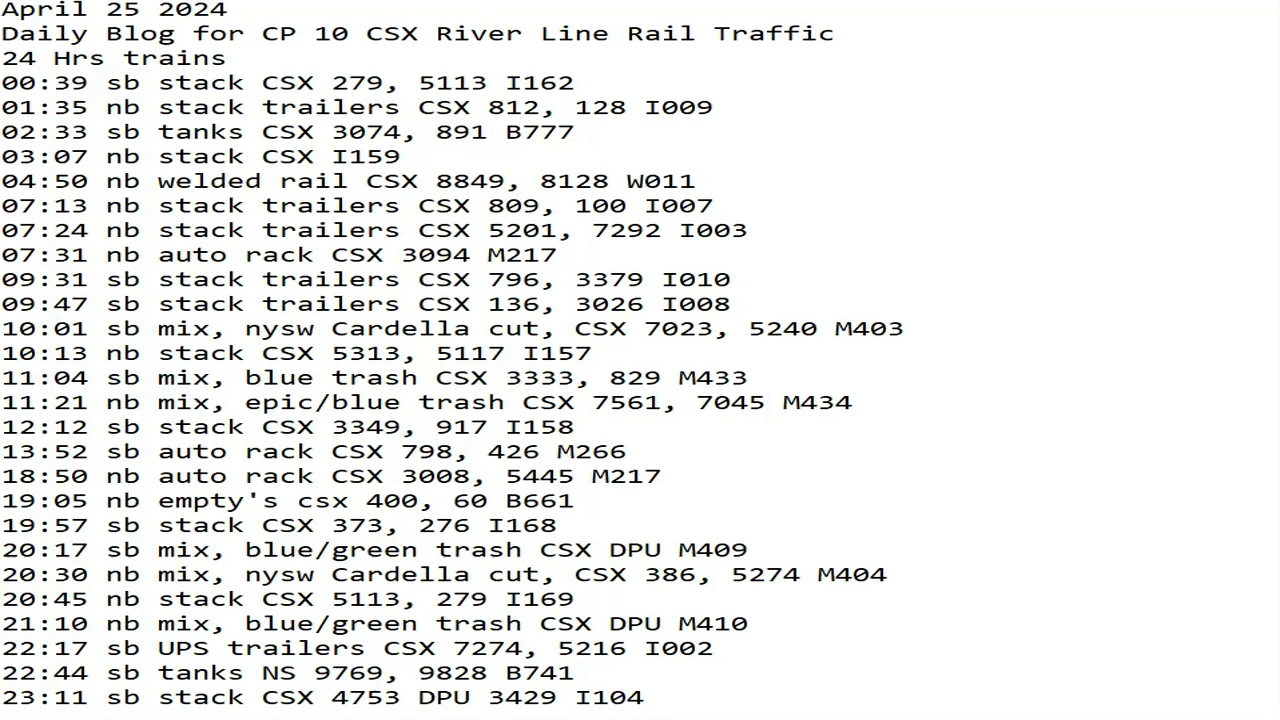 April 25 2024
Daily Blog for CP 10 CSX River Line Rail Traffic
24 Hrs trains
00:39 sb stack CSX 279, 5113 I162
01:35 nb stack trailers CSX 812, 128 I009
02:33 sb tanks CSX 3074, 891 B777
03:07 nb stack CSX I159
04:50 nb welded rail CSX 8849, 8128 W011
07:13 nb stack trailers CSX 809, 100 I007
07:24 nb stack trailers CSX 5201, 7292 I003
07:31 nb auto rack CSX 3094 M217
09:31 sb stack trailers CSX 796, 3379 I010
09:47 sb stack trailers CSX 136, 3026 I008
10:01 sb mix, nysw Cardella cut, CSX 7023, 5240 M403
10:13 nb stack CSX 5313, 5117 I157
11:04 sb mix, blue trash CSX 3333, 829 M433
11:21 nb mix, epic/blue trash CSX 7561, 7045 M434
12:12 sb stack CSX 3349, 917 I158
13:52 sb auto rack CSX 798, 426 M266
18:50 nb auto rack CSX 3008, 5445 M217
19:05 nb empty's csx 400, 60 B661
19:57 sb stack CSX 373, 276 I168
20:17 sb mix, blue/green trash CSX DPU M409
20:30 nb mix, nysw Cardella cut, CSX 386, 5274 M404
20:45 nb stack CSX 5113, 279 I169
21:10 nb mix, blue/green trash CSX DPU M410
22:17 sb UPS trailers CSX 7274, 5216 I002
22:44 sb tanks NS 9769, 9828 B741
23:11 sb stack CSX 4753 DPU 3429 I104